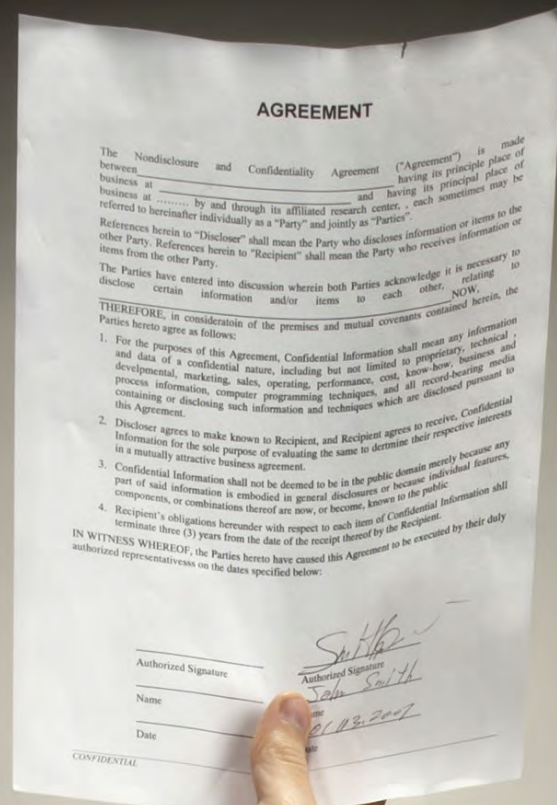 AGREEMENT
The Nondisclosure and Confidentiality Agreement ("Agreement") is made
between having its principle place of
business at and having its principal place of
business at ......... by and through its affiliated research center, , each sometimes may be
referred to hereinafter individually as a "Party" and jointly as "Parties".
References herein to "Discloser" shall mean the Party who discloses information or items to the
other Party. References herein to "Recipient" shall mean the Party who receives information or
items from the other Party.
The Parties have entered into discussion wherein both Parties acknowledge it is necessary to
disclose certain information and/or items to each other, relating to
NOW,
THEREFORE, in consideratoin of the premises and mutual covenants contained herein, the
Parties hereto agree as follows:
1. For the purposes of this Agreement, Confidential Information shall mean any information
and data of a confidential nature, including but not limited to proprietary, technical ,
develpmental, marketing, sales, operating, performance, cost, know-how, business and
process information, computer programming techniques, and all record-bearing media
containing or disclosing such information and techniques which are disclosed pursuant to
this Agreement.
2. Discloser agrees to make known to Recipient, and Recipient agrees to receive, Confidential
Information for the sole purpose of evaluating the same to dertmine their respective interests
in a mutually attractive business agreement.
3. Confidential Information shall not be deemed to be in the public domain merely because any
part of said information is embodied in general disclosures or because individual features,
components, or combinations thereof are now, or become, known to the public
4. Recipient's obligations hereunder with respect to each item of Confidential Information shll
terminate three (3) years from the date of the receipt thereof by the Recipient.
IN WITNESS WHEREOF, the Parties hereto have caused this Agreement to be executed by their duly
authorized representativesss on the dates specified below:
Authorized Signature Authorized Signature
John Smith
Name
01.03.2007
Date
CONFIDENTIAL